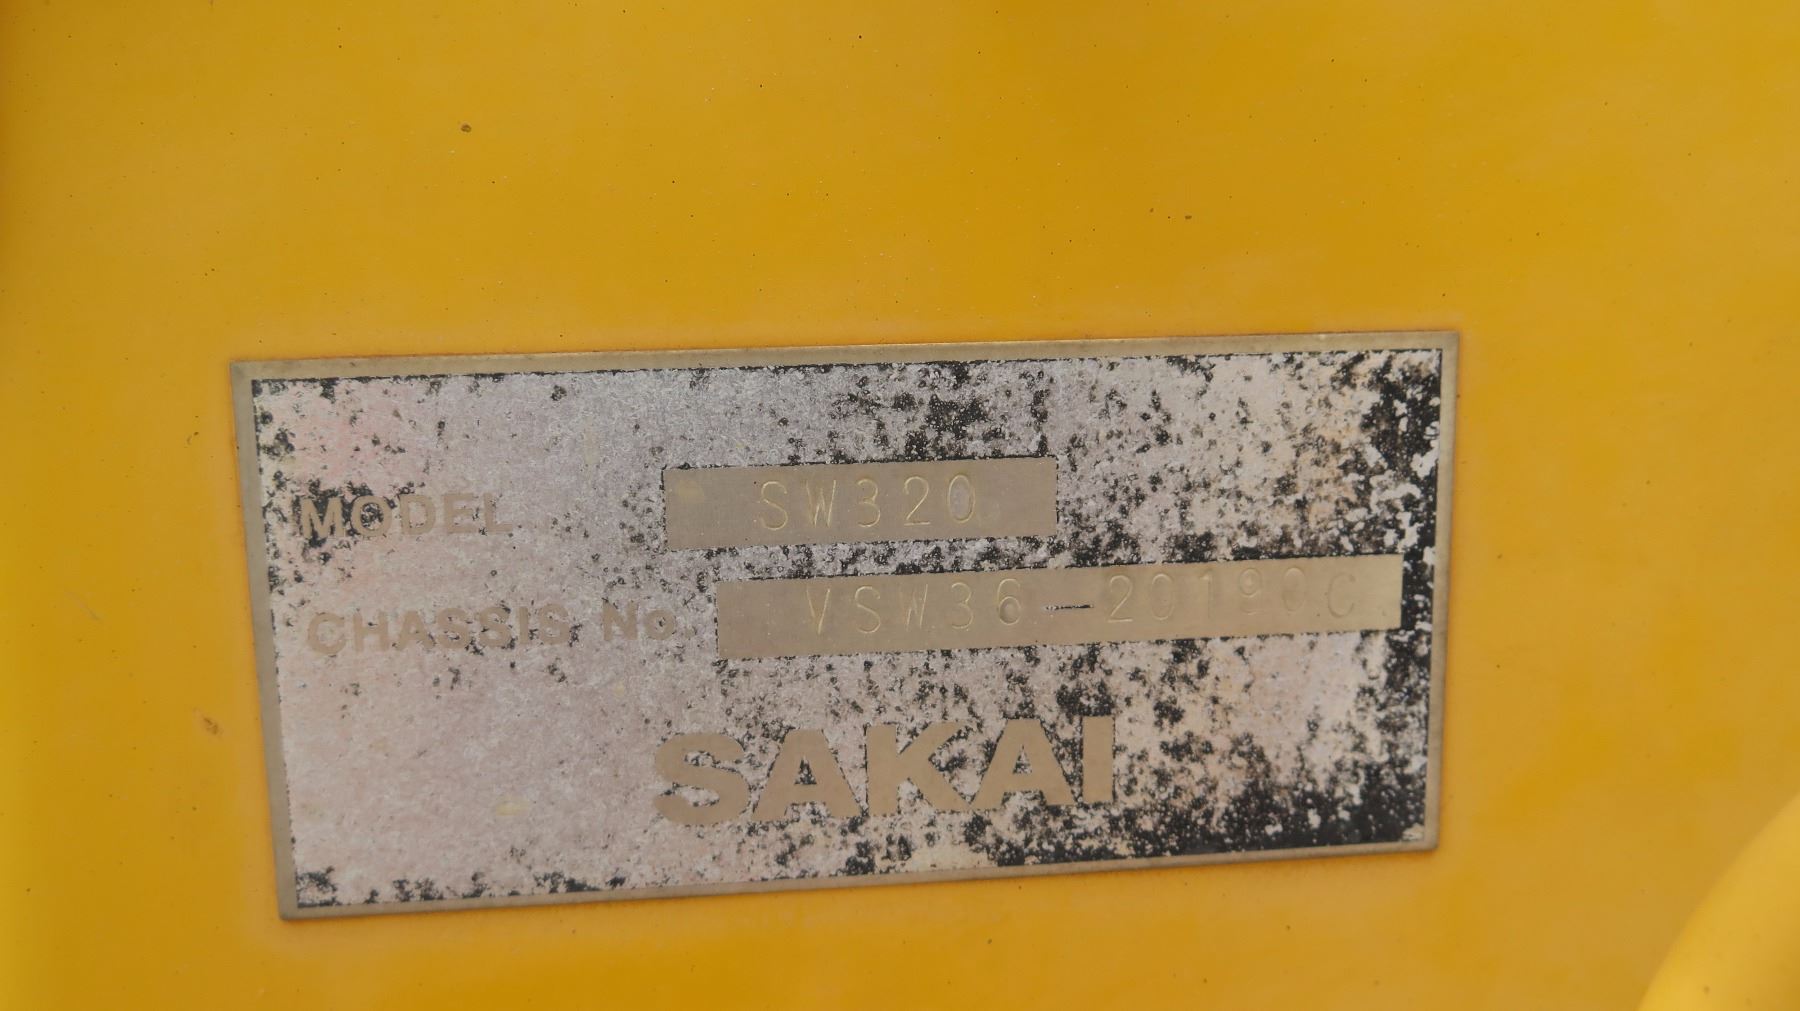 MODEL SW320
CHASSIS No. VSW36-20190C
SAKAI